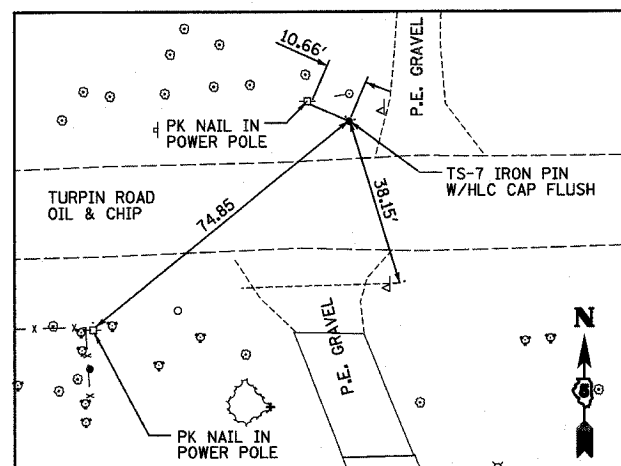 10.66'
P.E. GRAVEL
PK NAIL IN
POWER POLE
TS-7 IRON PIN
W/HLC CAP FLUSH
TURPIN ROAD
OIL & CHIP
74.85
38.15'
P.E. GRAVEL
X
X
X
X
N
5
PK NAIL IN
POWER POLE